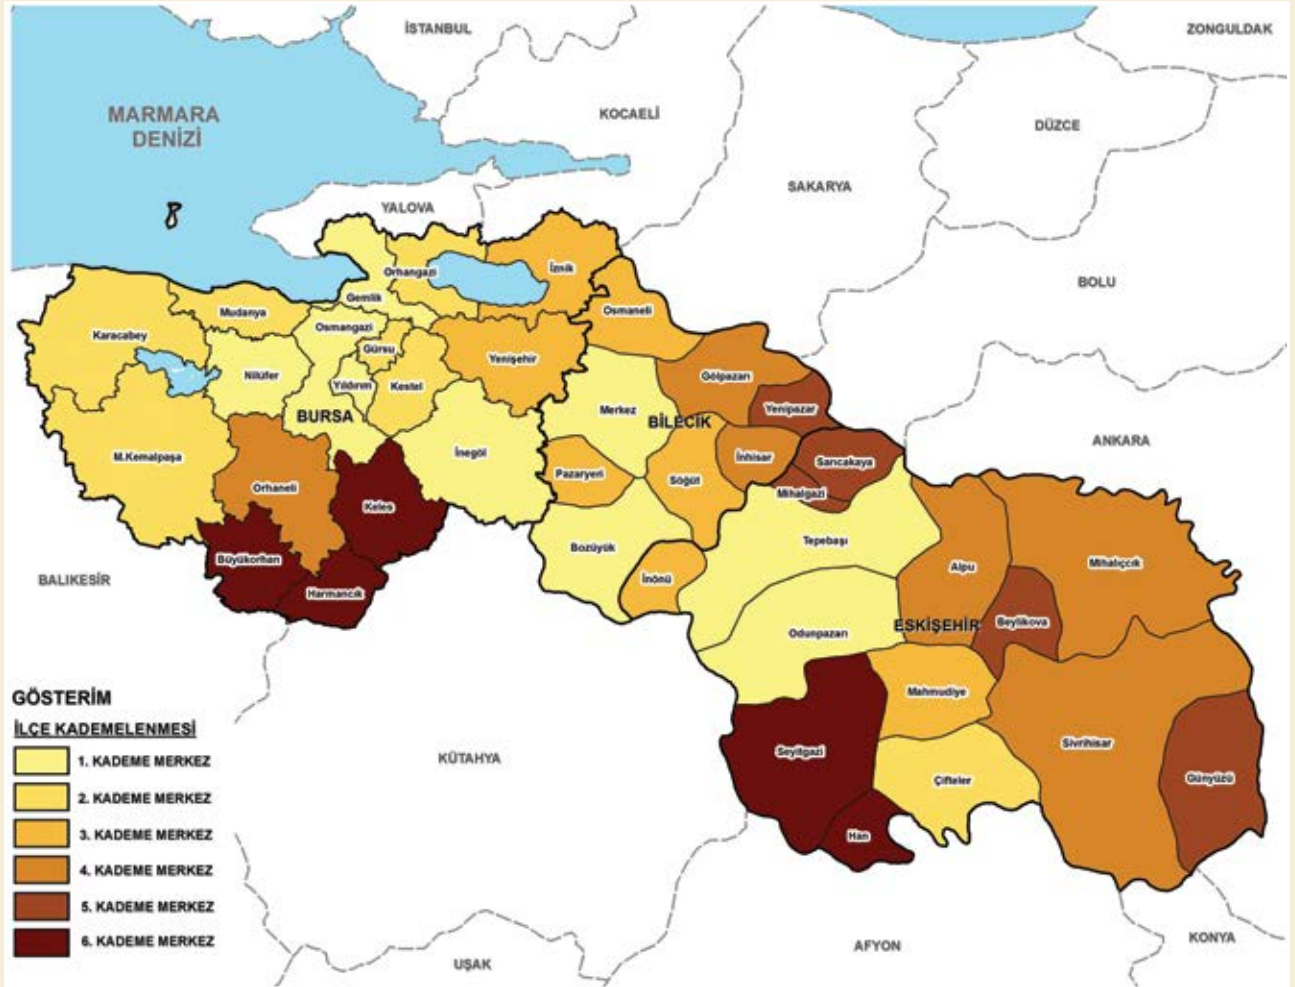 İSTANBUL
ZONGULDAK
MARMARA
DENİZİ
KOCAELİ
DÜZCE
SAKARYA
YALOVA
Orhangazi
İznik
BOLU
Gemlik
Mudanya
Osmaneli
Osmangazi
Karacabey
Gürsu
Yenişehir
Nilüfer
Yıldırım
Kestel
Gölpazarı
Merkez
Yenipazar
BURSA
BİLECİK
ANKARA
M.Kemalpaşa
İnegöl
İnhisar
Sarıcakaya
Pazaryeri
Söğüt
Orhaneli
Mihalgazi
Keles
Tepebaşı
Bozüyük
Büyükorhan
Alpu
Mihalıçcık
BALIKESİR
İnönü
Harmancık
Beylikova
Odunpazarı
ESKİŞEHİR
Mahmudiye
GÖSTERİM
İLÇE KADEMELENMESİ
Seyitgazi
Sivrihisar
KÜTAHYA
1. KADEME MERKEZ
Çifteler
Günyüzü
2. KADEME MERKEZ
3. KADEME MERKEZ
Han
4. KADEME MERKEZ
5. KADEME MERKEZ
6. KADEME MERKEZ
AFYON
KONYA
UŞAK